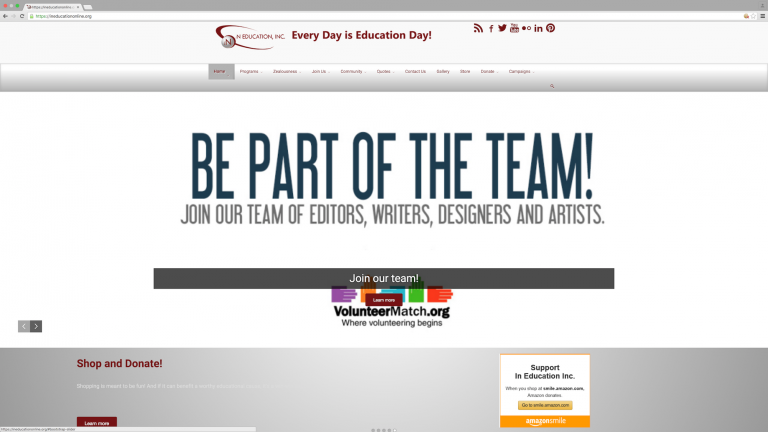 https://ineducationonline.org
N EDUCATION, INC.
Every Day is Education Day!
You
Tube
Home
Programs
Zealousness
Join Us
Community
Quotes
Contact Us
Gallery
Store
Donate
Campaigns
BE PART OF THE TEAM!
JOIN OUR TEAM OF EDITORS, WRITERS, DESIGNERS AND ARTISTS.
Join our team!
Learn more
VolunteerMatch.org
Where volunteering begins
Shop and Donate!
Shopping is meant to be fun! And if it can benefit a worthy
Learn more
Support
In Education Inc.
When you shop at smile.amazon.com,
Amazon donates.
Go to smile.amazon.com
amazonsmile